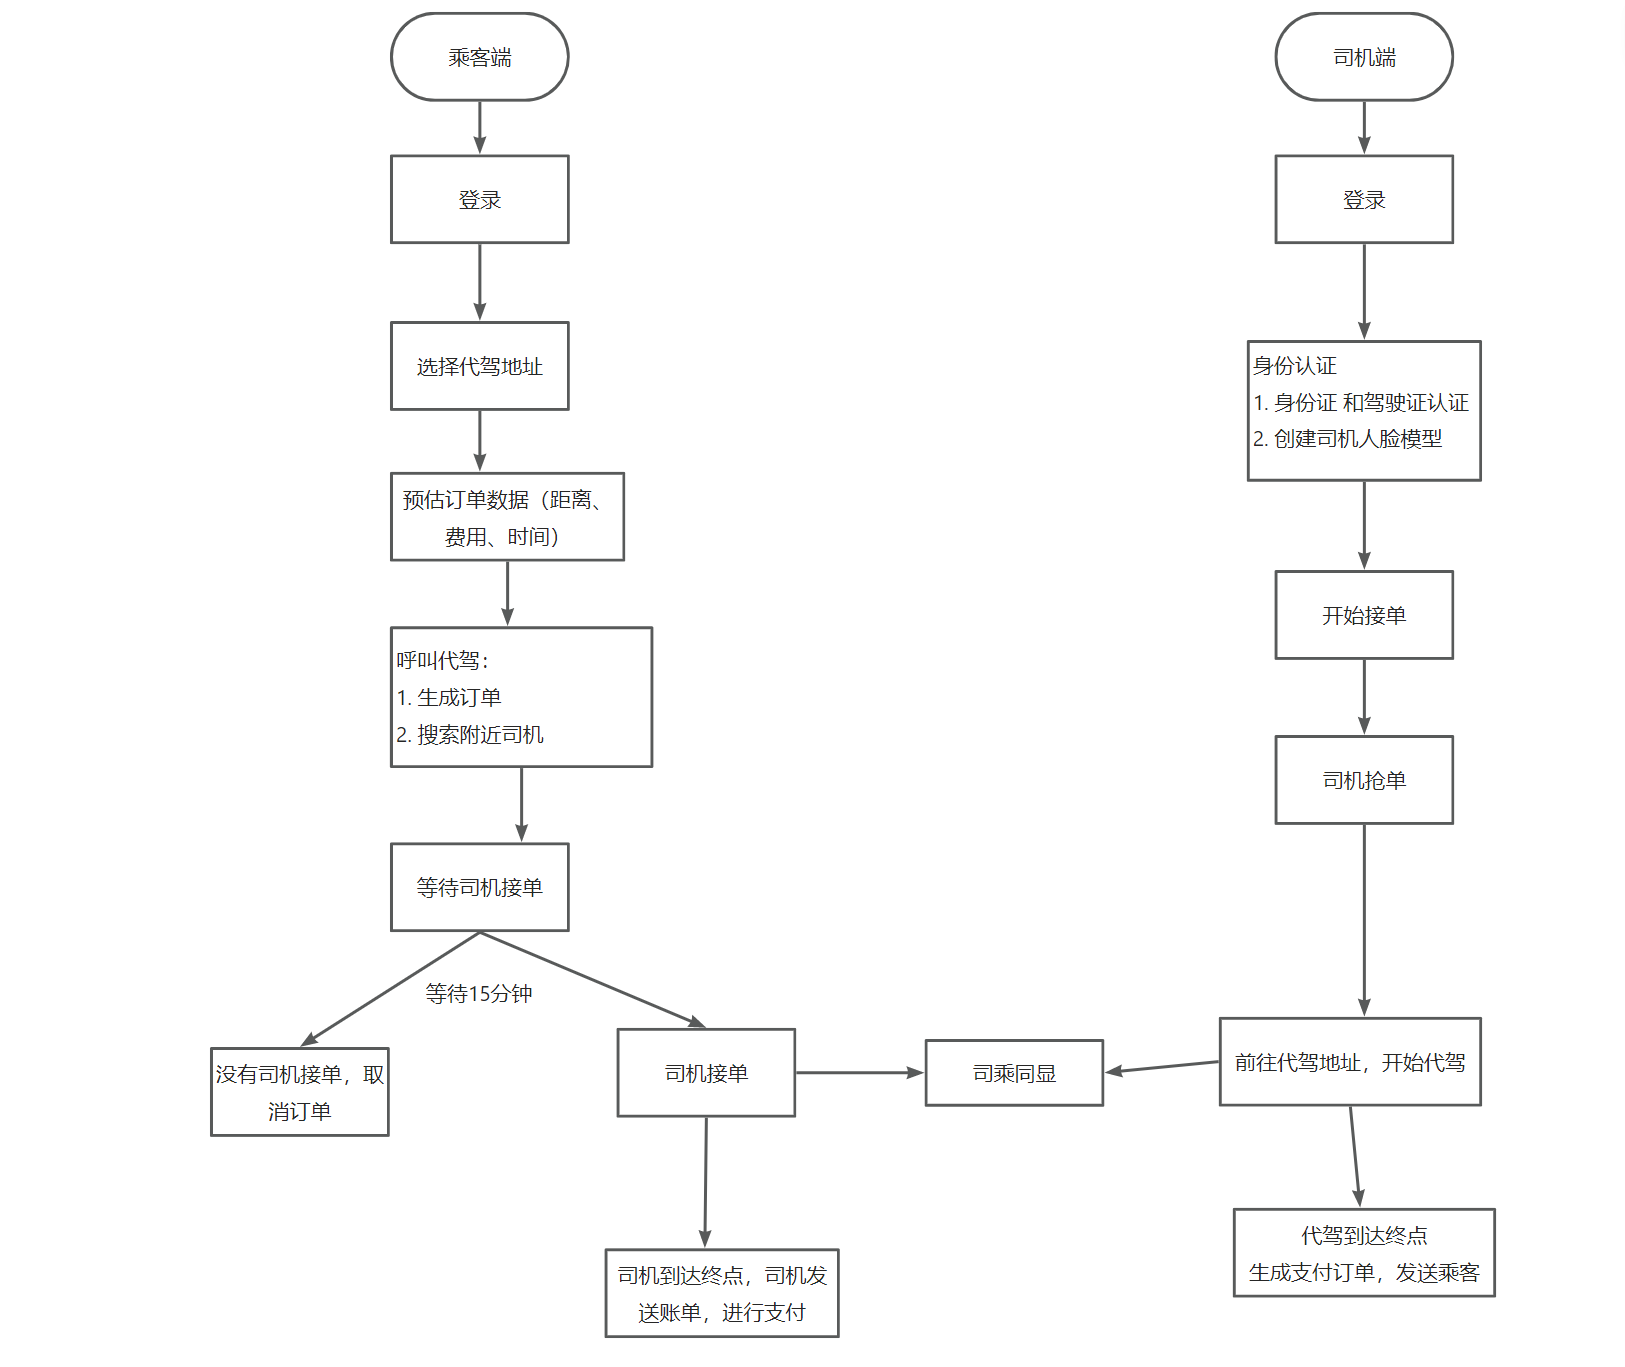 乘客端
登录
选择代驾地址
预估订单数据（距离、
费用、时间）
呼叫代驾：
1. 生成订单
2. 搜索附近司机
等待司机接单
等待15分钟
没有司机接单，取
消订单
司机接单
司乘同显
司机到达终点，司机发
送账单，进行支付
司机端
登录
身份认证
1. 身份证 和驾驶证认证
2. 创建司机人脸模型
开始接单
司机抢单
前往代驾地址，开始代驾
代驾到达终点
生成支付订单，发送乘客